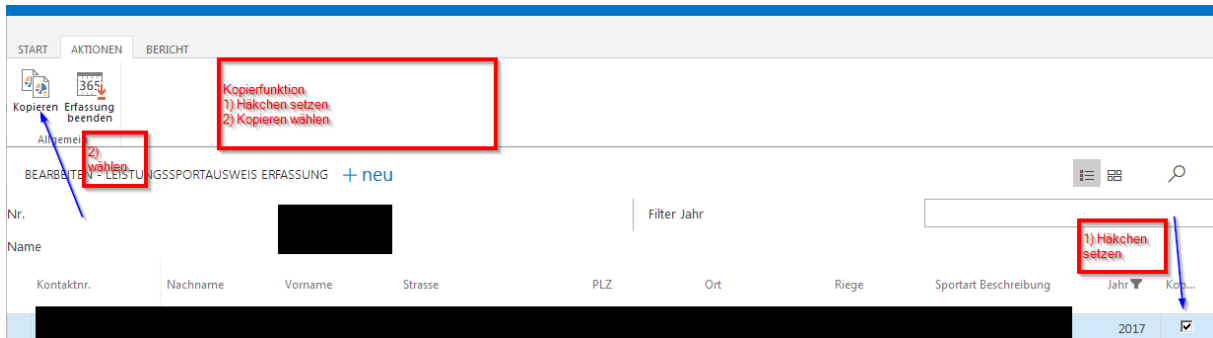 START AKTIONEN BERICHT
365
Kopieren Erfassung
beenden
Allgemein
Kopierfunktion
1) Häkchen setzen
2) Kopieren wählen
2)
wählen
BEARBEITEN - LEISTUNGSSPORTAUSWEIS ERFASSUNG + neu
Nr.
Filter Jahr
Name
1) Häkchen
setzen
Kontaktnr. Nachname Vorname Strasse PLZ Ort Riege Sportart Beschreibung Jahr Kop...
2017